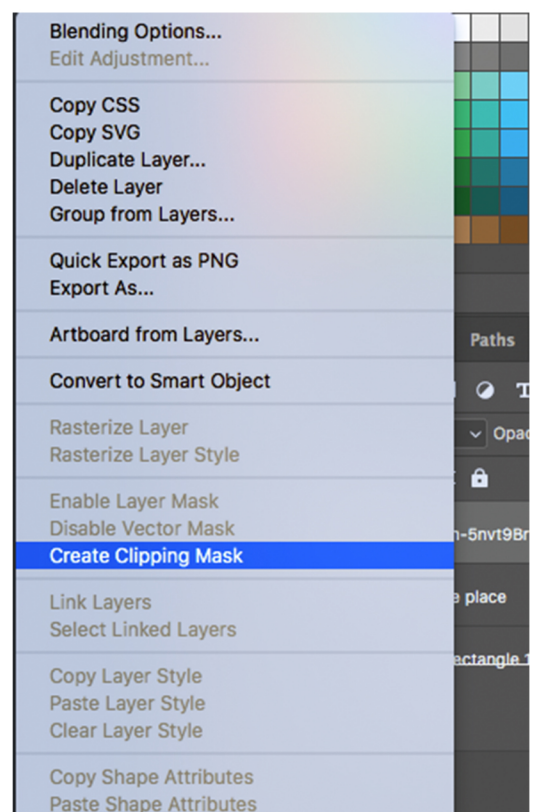 Blending Options...
Edit Adjustment...
Copy CSS
Copy SVG
Duplicate Layer...
Delete Layer
Group from Layers...
Quick Export as PNG
Export As...
Artboard from Layers...
Paths
Convert to Smart Object
T
Rasterize Layer
Opac
Rasterize Layer Style
Enable Layer Mask
Disable Vector Mask
n-5nvt9Br
Create Clipping Mask
Link Layers
e place
Select Linked Layers
ectangle 1
Copy Layer Style
Paste Layer Style
Clear Layer Style
Copy Shape Attributes
Paste Shape Attributes